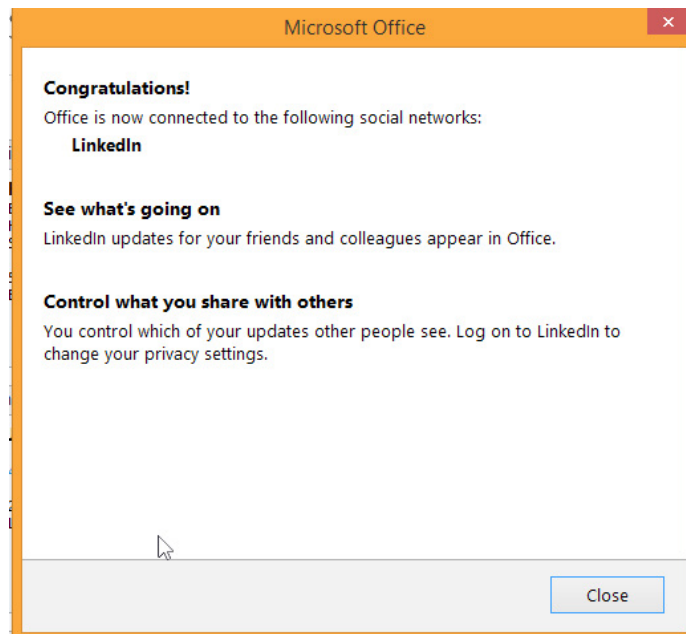 Microsoft Office
Congratulations!
Office is now connected to the following social networks:
LinkedIn
See what's going on
LinkedIn updates for your friends and colleagues appear in Office.
Control what you share with others
You control which of your updates other people see. Log on to LinkedIn to
change your privacy settings.
Close